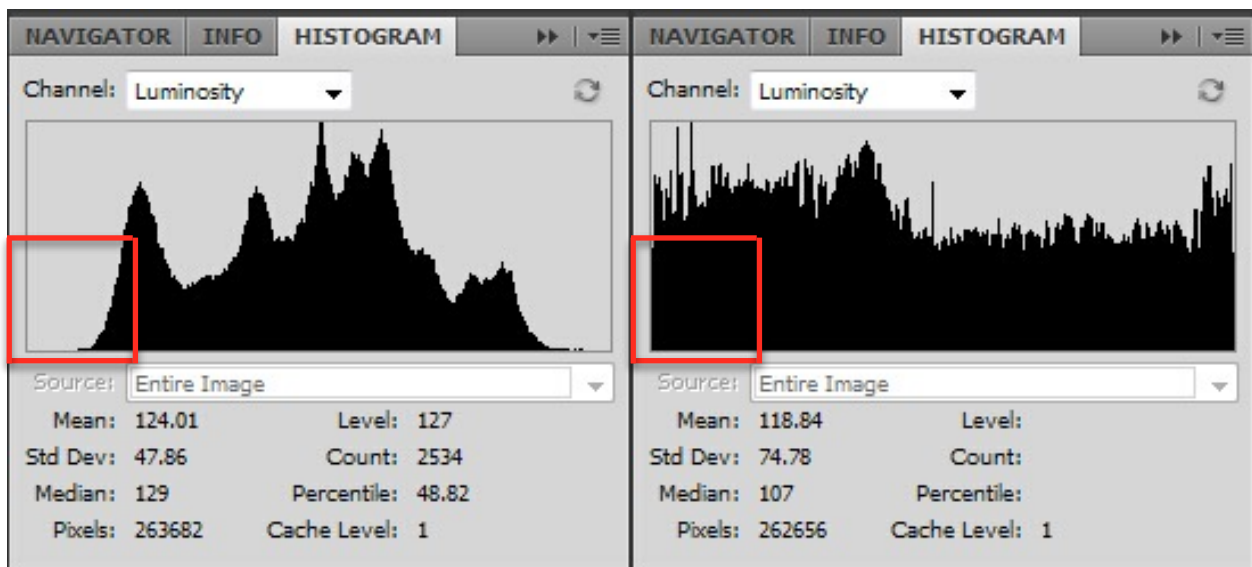 NAVIGATOR INFO HISTOGRAM
Channel: Luminosity
Source: Entire Image
Mean: 124.01 Level: 127
Std Dev: 47.86 Count: 2534
Median: 129 Percentile: 48.82
Pixels: 263682 Cache Level: 1
NAVIGATOR INFO HISTOGRAM
Channel: Luminosity
Source: Entire Image
Mean: 118.84 Level:
Std Dev: 74.78 Count:
Median: 107 Percentile:
Pixels: 262656 Cache Level: 1